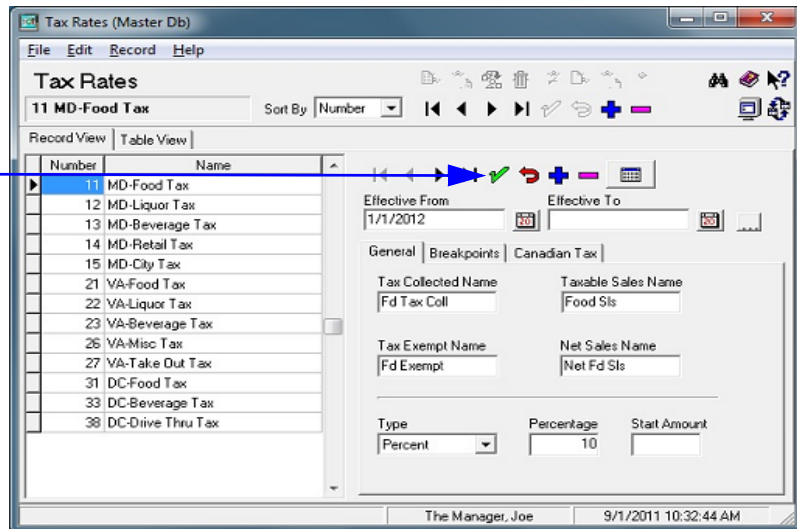 Tax Rates (Master Db)
File Edit Record Help
Tax Rates
11 MD-Food Tax
Sort By Number
Record View Table View
Number Name
11 MD-Food Tax
12 MD-Liquor Tax
13 MD-Beverage Tax
14 MD-Retail Tax
15 MD-City Tax
21 VA-Food Tax
22 VA-Liquor Tax
23 VA-Beverage Tax
26 VA-Misc Tax
27 VA-Take Out Tax
31 DC-Food Tax
33 DC-Beverage Tax
38 DC-Drive Thru Tax
Effective From Effective To
1/1/2012 20 20 ...
General Breakpoints Canadian Tax
Tax Collected Name Taxable Sales Name
Fd Tax Coll Food Sls
Tax Exempt Name Net Sales Name
Fd Exempt Net Fd Sls
Type Percentage Start Amount
Percent 10
The Manager, Joe 9/1/2011 10:32:44 AM